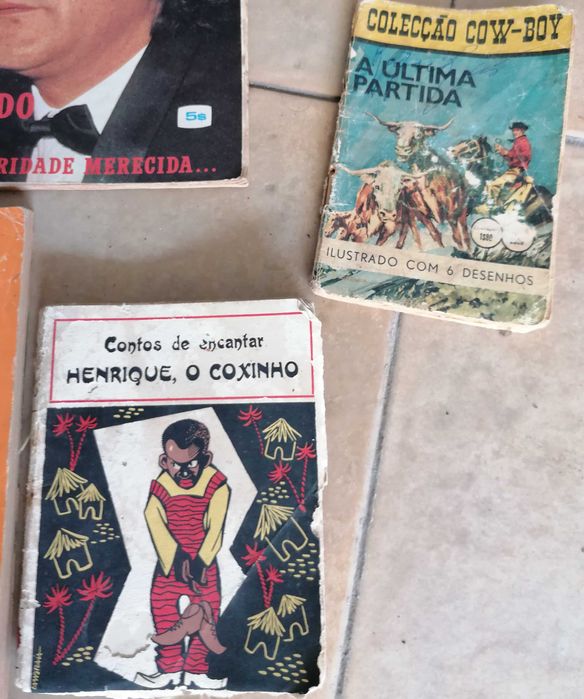 DO
5$
RIDADE MERECIDA...
COLECÇÃO COW-BOY
A ÚLTIMA
PARTIDA
ILUSTRADO COM 6 DESENHOS
Contos de encantar
HENRIQUE, O COXINHO